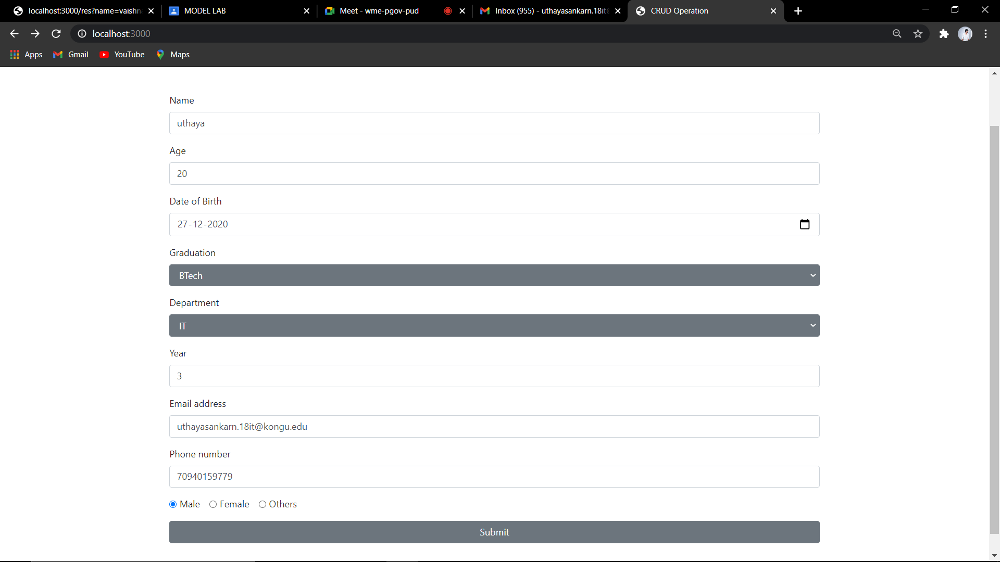 localhost:3000/res?name=vaishn
MODEL LAB
Meet - wme-pgov-pud
Inbox (955) - uthayasankarn.18it
CRUD Operation
localhost:3000
Apps
Gmail
YouTube
Maps
Name
uthaya
Age
20
Date of Birth
27-12-2020
Graduation
BTech
Department
IT
Year
3
Email address
uthayasankarn.18it@kongu.edu
Phone number
70940159779
Male Female Others
Submit